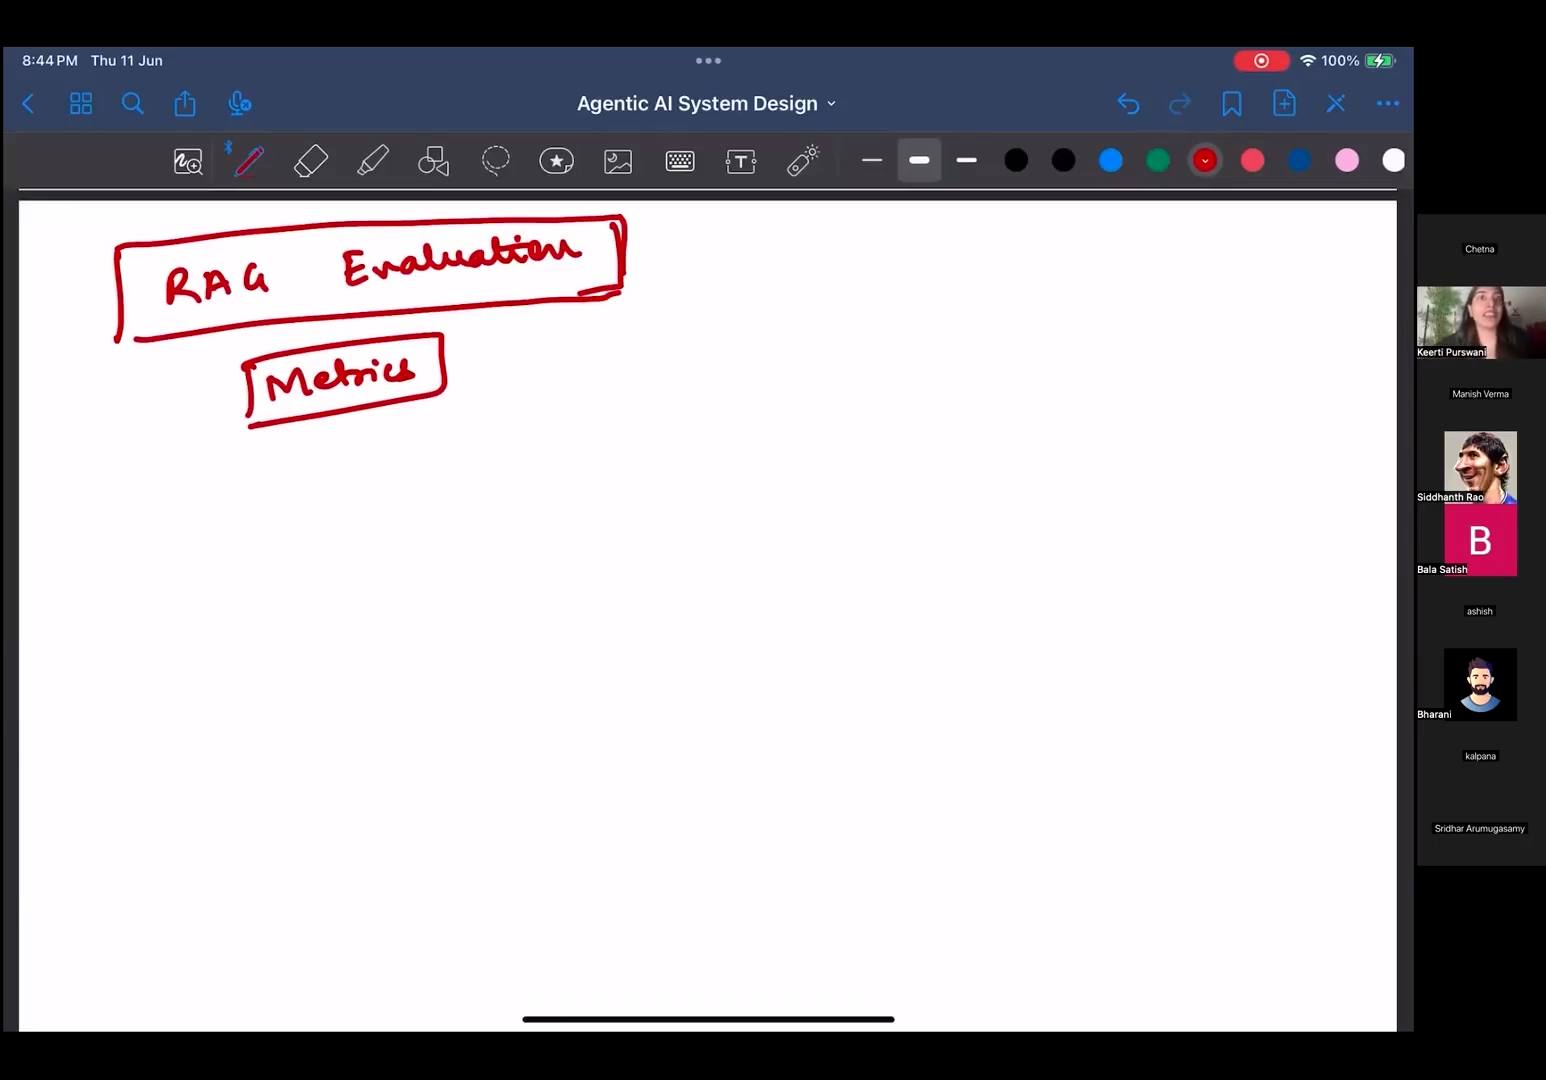 8:44 PM Thu 11 Jun
100%
Agentic AI System Design
T
RAG Evaluation
Metrics
Chetna
Keerti Purswani
Manish Verma
Siddhanth Rao
B
Bala Satish
ashish
Bharani
kalpana
Sridhar Arumugasamy